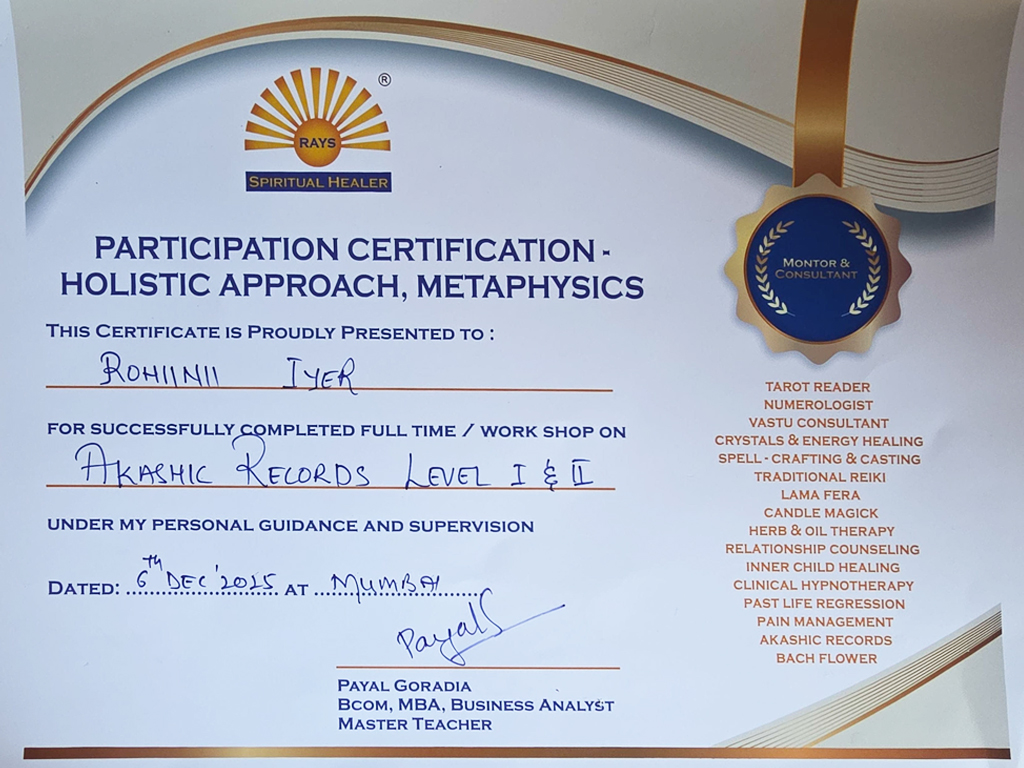 ®
RAYS
SPIRITUAL HEALER
PARTICIPATION CERTIFICATION -
HOLISTIC APPROACH, METAPHYSICS
THIS CERTIFICATE IS PROUDLY PRESENTED TO :
ROHIINII IYER
FOR SUCCESSFULLY COMPLETED FULL TIME / WORK SHOP ON
AKASHIC RECORDS LEVEL I & II
UNDER MY PERSONAL GUIDANCE AND SUPERVISION
DATED: 6th DEC'2025 AT MUMBAI
PayalS
PAYAL GORADIA
BCOM, MBA, BUSINESS ANALYST
MASTER TEACHER
MONTOR &
CONSULTANT
TAROT READER
NUMEROLOGIST
VASTU CONSULTANT
CRYSTALS & ENERGY HEALING
SPELL - CRAFTING & CASTING
TRADITIONAL REIKI
LAMA FERA
CANDLE MAGICK
HERB & OIL THERAPY
RELATIONSHIP COUNSELING
INNER CHILD HEALING
CLINICAL HYPNOTHERAPY
PAST LIFE REGRESSION
PAIN MANAGEMENT
AKASHIC RECORDS
BACH FLOWER